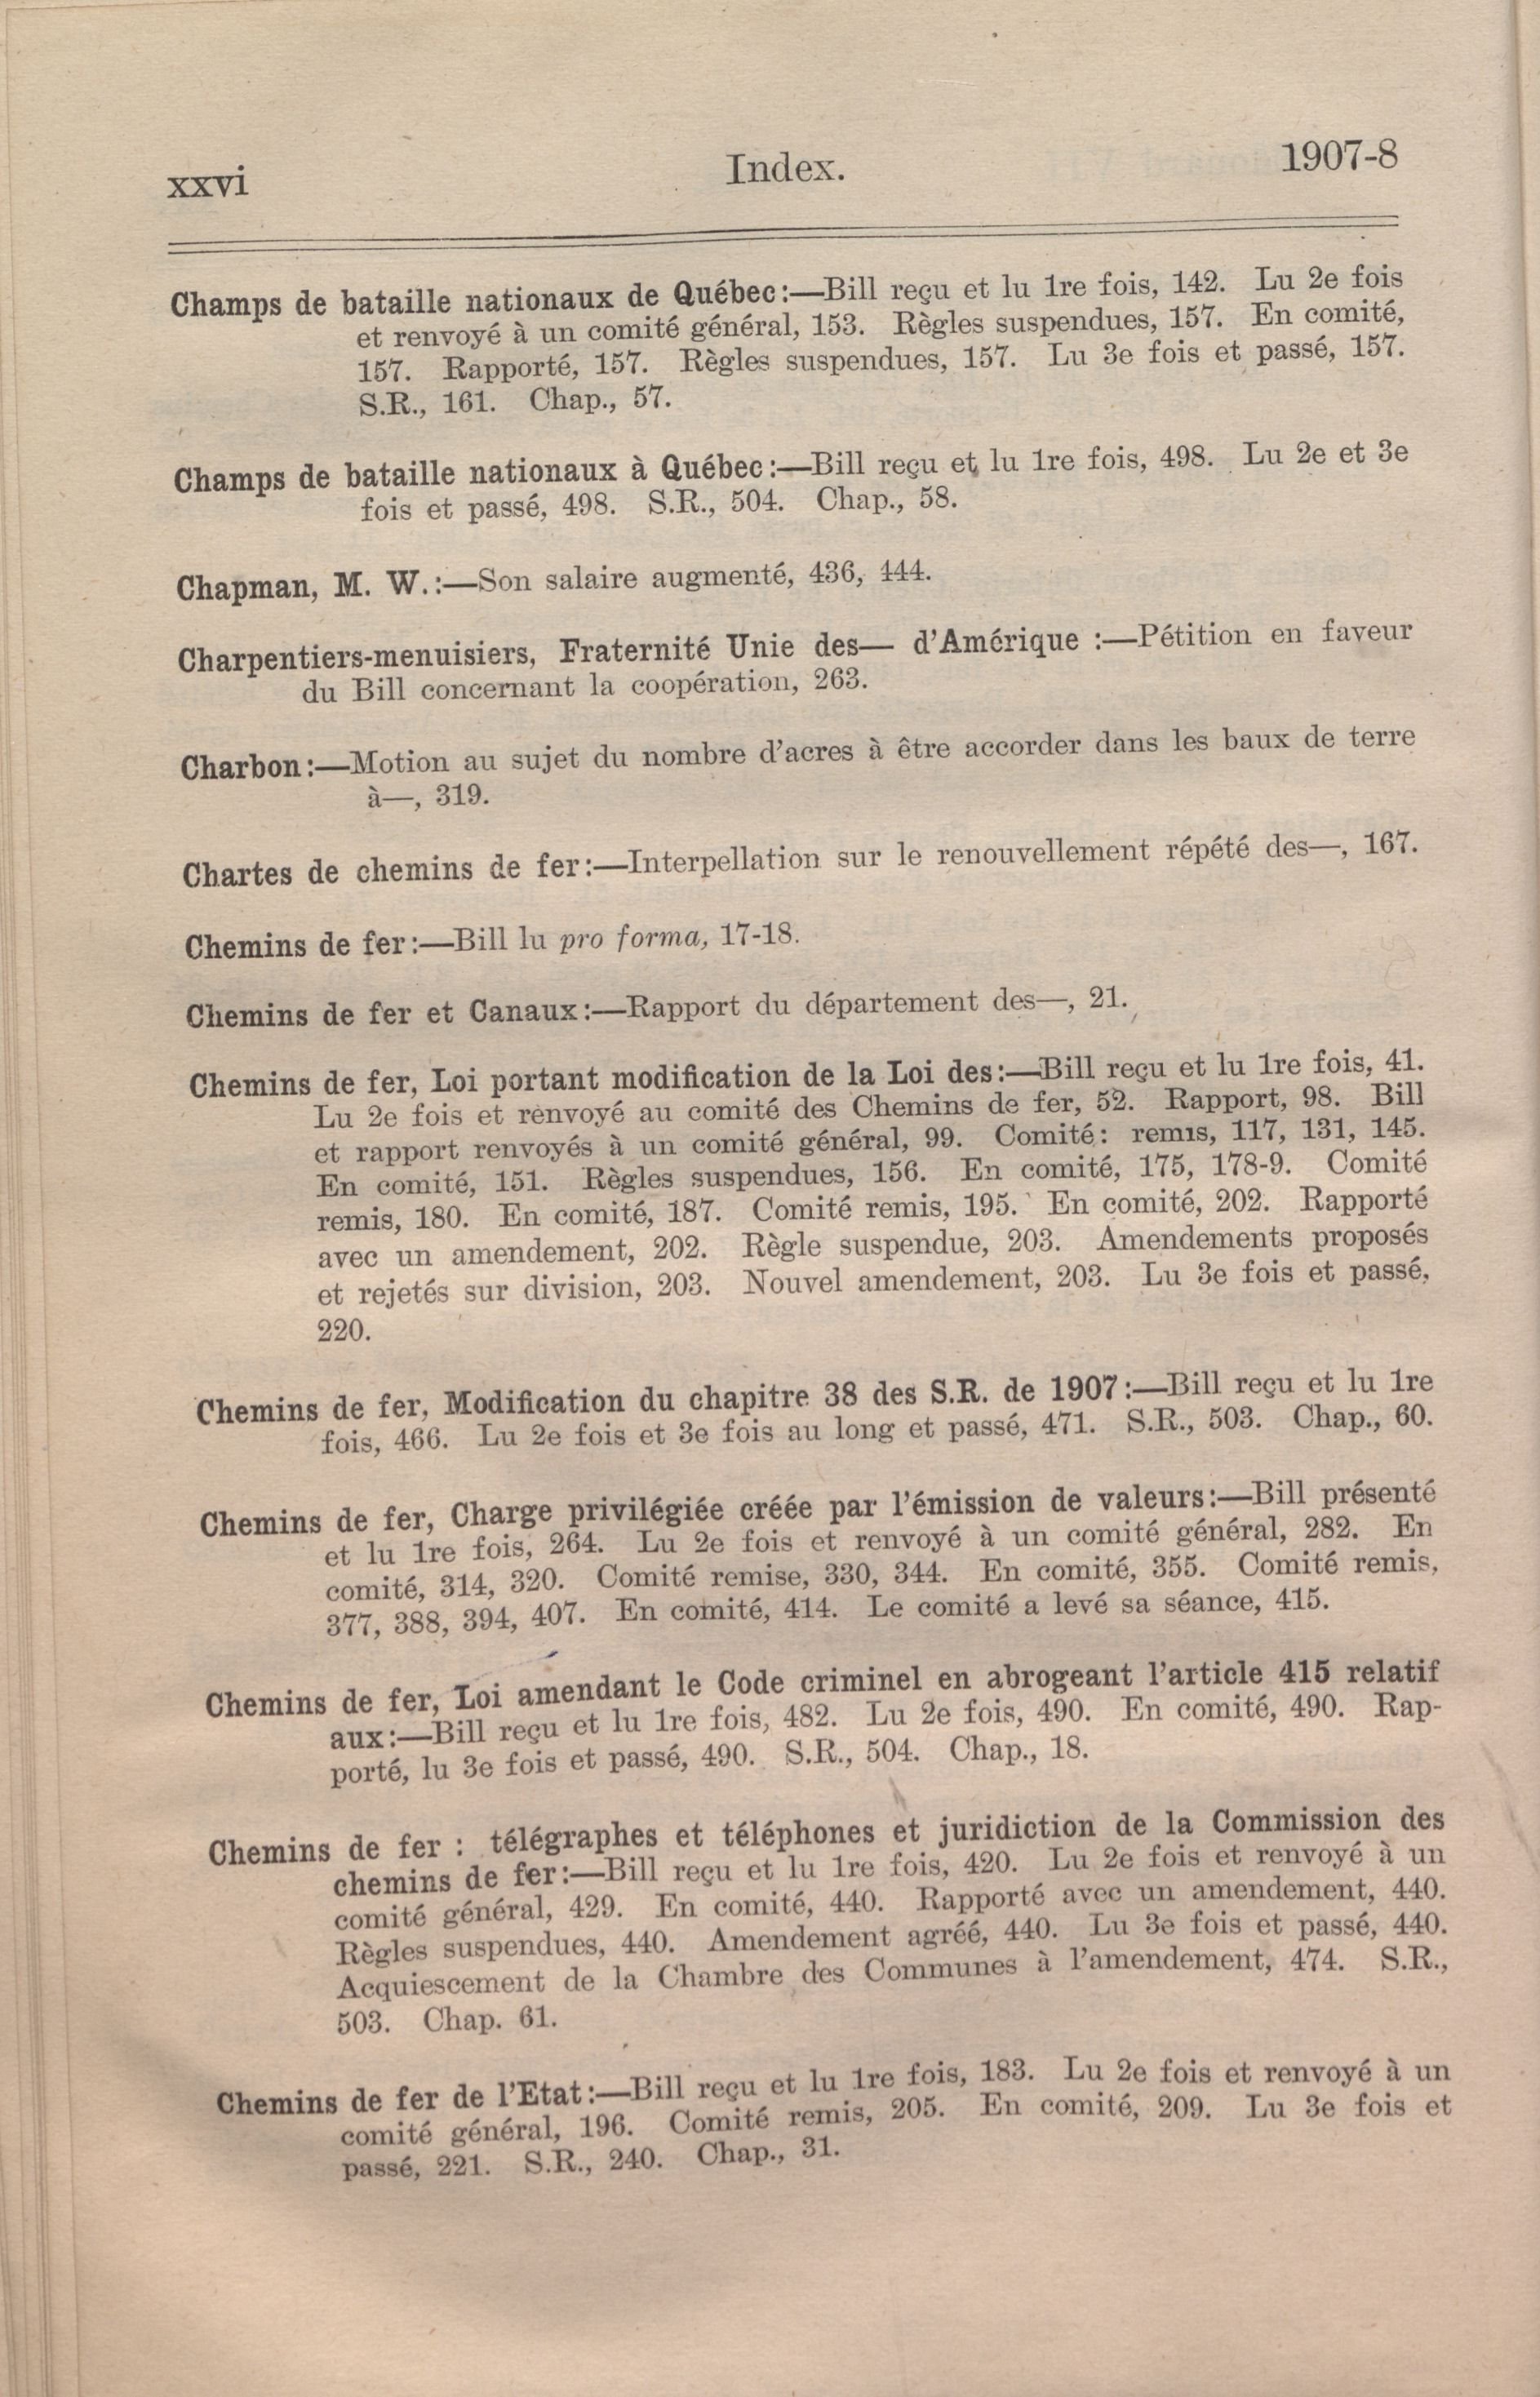 xxvi Index. 1907-8
Champs de bataille nationaux de Québec:—Bill reçu et lu 1re fois, 142. Lu 2e fois
et renvoyé à un comité général, 153. Règles suspendues, 157. En comité,
157. Rapporté, 157. Règles suspendues, 157. Lu 3e fois et passé, 157.
S.R., 161. Chap., 57.
Champs de bataille nationaux à Québec:—Bill reçu et lu 1re fois, 498. Lu 2e et 3e
fois et passé, 498. S.R., 504. Chap., 58.
Chapman, M. W.:—Son salaire augmenté, 436, 444.
Charpentiers-menuisiers, Fraternité Unie des— d'Amérique :—Pétition en faveur
du Bill concernant la coopération, 263.
Charbon:—Motion au sujet du nombre d'acres à être accorder dans les baux de terre
à—, 319.
Chartes de chemins de fer:—Interpellation sur le renouvellement répété des—, 167.
Chemins de fer:—Bill lu pro forma, 17-18.
Chemins de fer et Canaux:—Rapport du département des—, 21.
Chemins de fer, Loi portant modification de la Loi des:—Bill reçu et lu 1re fois, 41.
Lu 2e fois et renvoyé au comité des Chemins de fer, 52. Rapport, 98. Bill
et rapport renvoyés à un comité général, 99. Comité: remis, 117, 131, 145.
En comité, 151. Règles suspendues, 156. En comité, 175, 178-9. Comité
remis, 180. En comité, 187. Comité remis, 195. En comité, 202. Rapporté
avec un amendement, 202. Règle suspendue, 203. Amendements proposés
et rejetés sur division, 203. Nouvel amendement, 203. Lu 3e fois et passé,
220.
Chemins de fer, Modification du chapitre 38 des S.R. de 1907:—Bill reçu et lu 1re
fois, 466. Lu 2e fois et 3e fois au long et passé, 471. S.R., 503. Chap., 60.
Chemins de fer, Charge privilégiée créée par l'émission de valeurs:—Bill présenté
et lu 1re fois, 264. Lu 2e fois et renvoyé à un comité général, 282. En
comité, 314, 320. Comité remise, 330, 344. En comité, 355. Comité remis,
377, 388, 394, 407. En comité, 414. Le comité a levé sa séance, 415.
Chemins de fer, Loi amendant le Code criminel en abrogeant l'article 415 relatif
aux:—Bill reçu et lu 1re fois, 482. Lu 2e fois, 490. En comité, 490. Rap-
porté, lu 3e fois et passé, 490. S.R., 504. Chap., 18.
Chemins de fer : télégraphes et téléphones et juridiction de la Commission des
chemins de fer:—Bill reçu et lu 1re fois, 420. Lu 2e fois et renvoyé à un
comité général, 429. En comité, 440. Rapporté avec un amendement, 440.
Règles suspendues, 440. Amendement agréé, 440. Lu 3e fois et passé, 440.
Acquiescement de la Chambre des Communes à l'amendement, 474. S.R.,
503. Chap. 61.
Chemins de fer de l'Etat:—Bill reçu et lu 1re fois, 183. Lu 2e fois et renvoyé à un
comité général, 196. Comité remis, 205. En comité, 209. Lu 3e fois et
passé, 221. S.R., 240. Chap., 31.